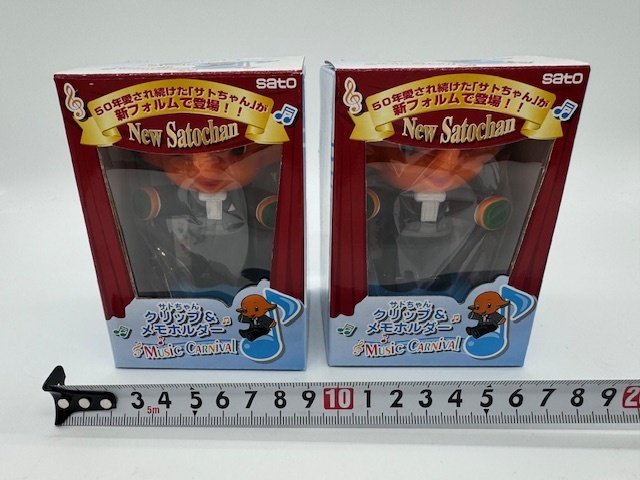 sato
50年愛され続けた「サトちゃん」が
新フォルムで登場！！
New Satochan
サトちゃん
クリップ&
メモホルダー
Music Carnival
sato
50年愛され続けた「サトちゃん」が
新フォルムで登場！！
New Satochan
サトちゃん
クリップ&
メモホルダー
Music Carnival
3 4 5 6 7 8 9 10 1 2 3 4 5 6 7 8 9
5m